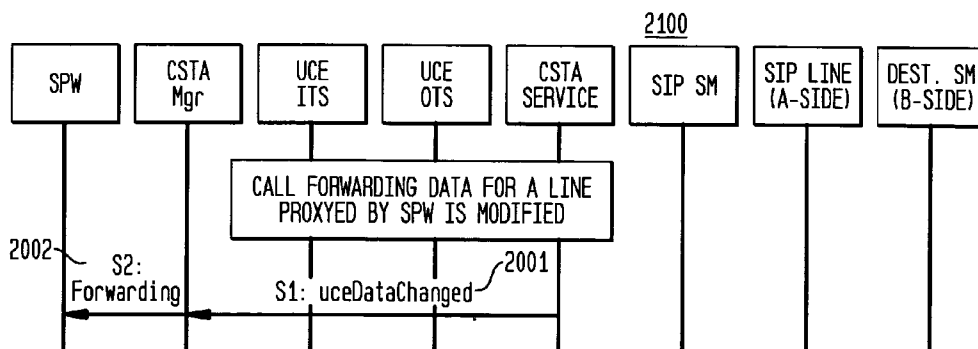 2100
SPW
CSTA
Mgr
UCE
ITS
UCE
OTS
CSTA
SERVICE
SIP SM
SIP LINE
(A-SIDE)
DEST. SM
(B-SIDE)
CALL FORWARDING DATA FOR A LINE
PROXYED BY SPW IS MODIFIED
2002
S2:
Forwarding
2001
S1: uceDataChanged